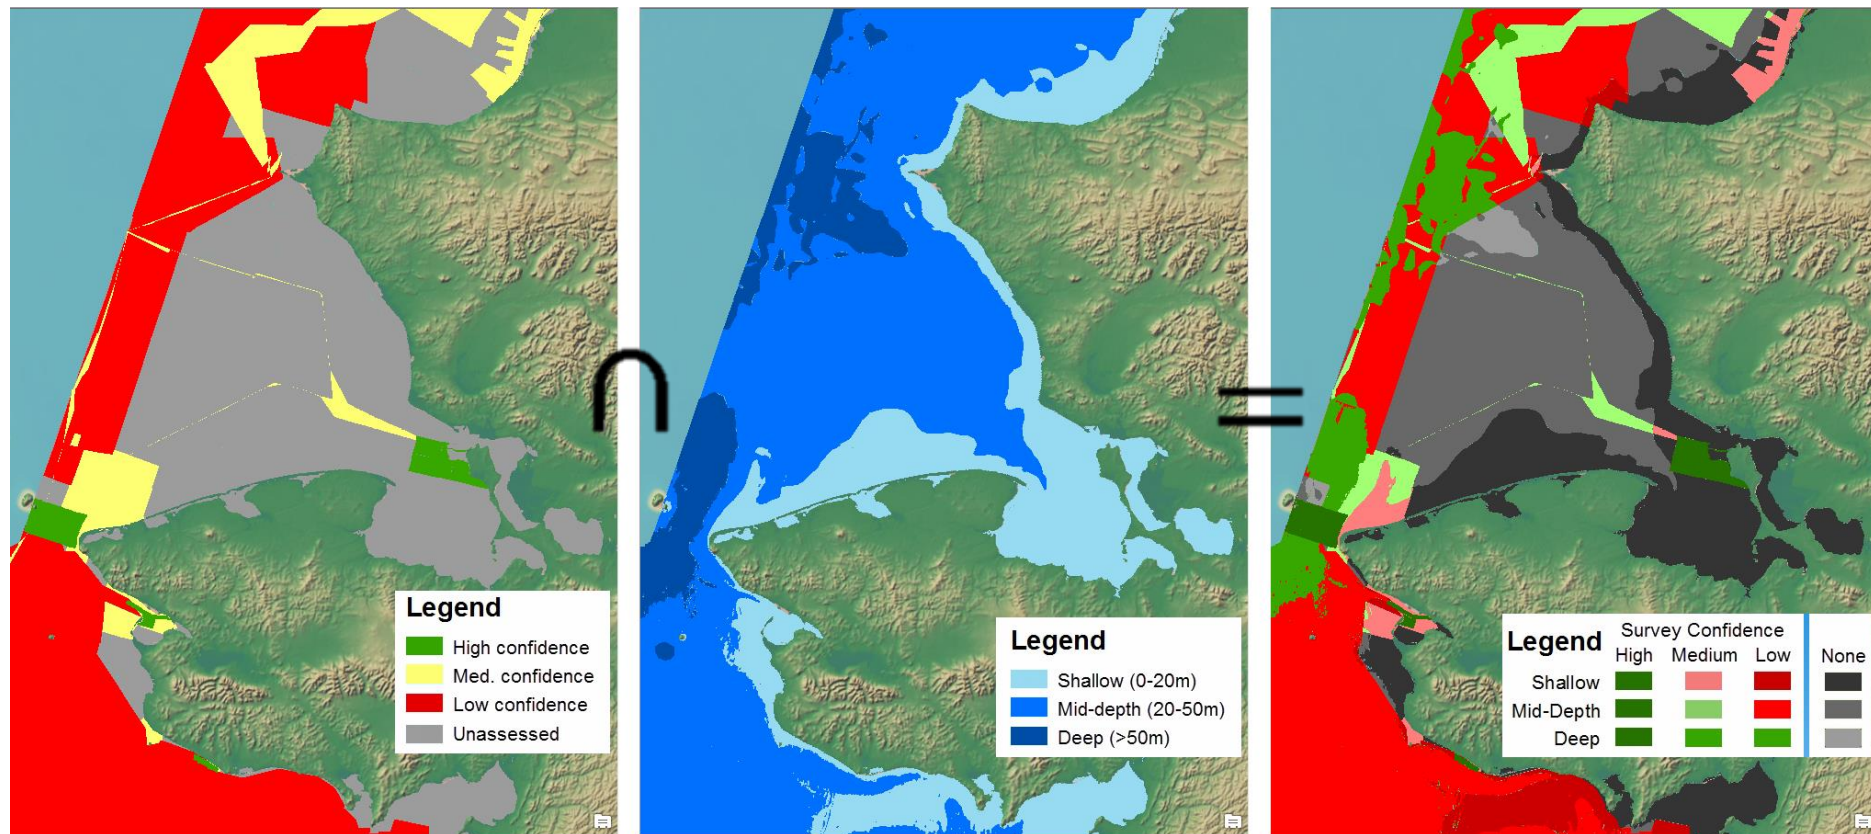 Legend
High confidence
Med. confidence
Low confidence
Unassessed
∩
Legend
Shallow (0-20m)
Mid-depth (20-50m)
Deep (>50m)
=
Legend Survey Confidence
High Medium Low None
Shallow
Mid-Depth
Deep